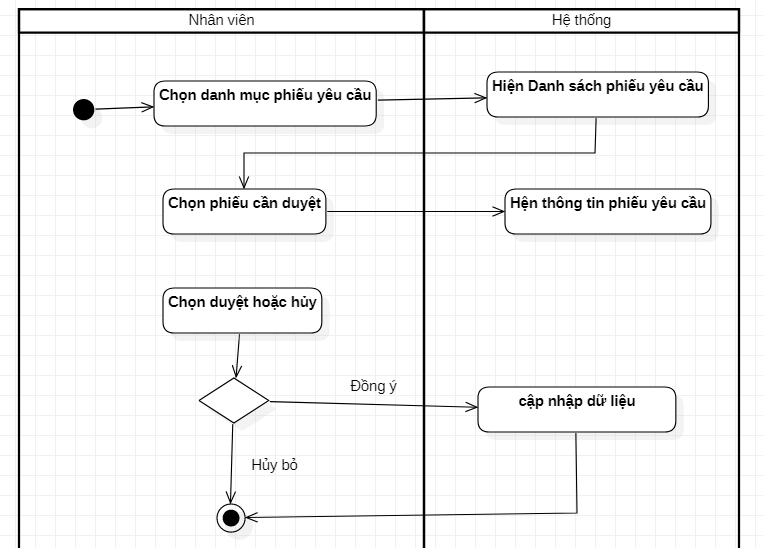 Nhân viên
Hệ thống
Chọn danh mục phiếu yêu cầu
Hiện Danh sách phiếu yêu cầu
Chọn phiếu cần duyệt
Hện thông tin phiếu yêu cầu
Chọn duyệt hoặc hủy
Đồng ý
cập nhập dữ liệu
Hủy bỏ